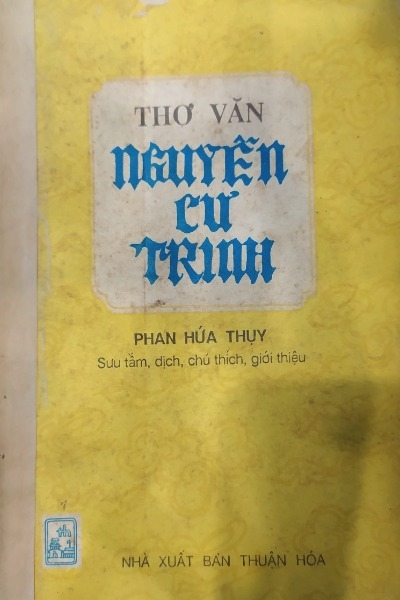 THƠ VĂN
NGUYỄN
CƯ
TRINH
PHAN HỨA THỤY
Sưu tầm, dịch, chú thích, giới thiệu
NHÀ XUẤT BẢN THUẬN HÓA